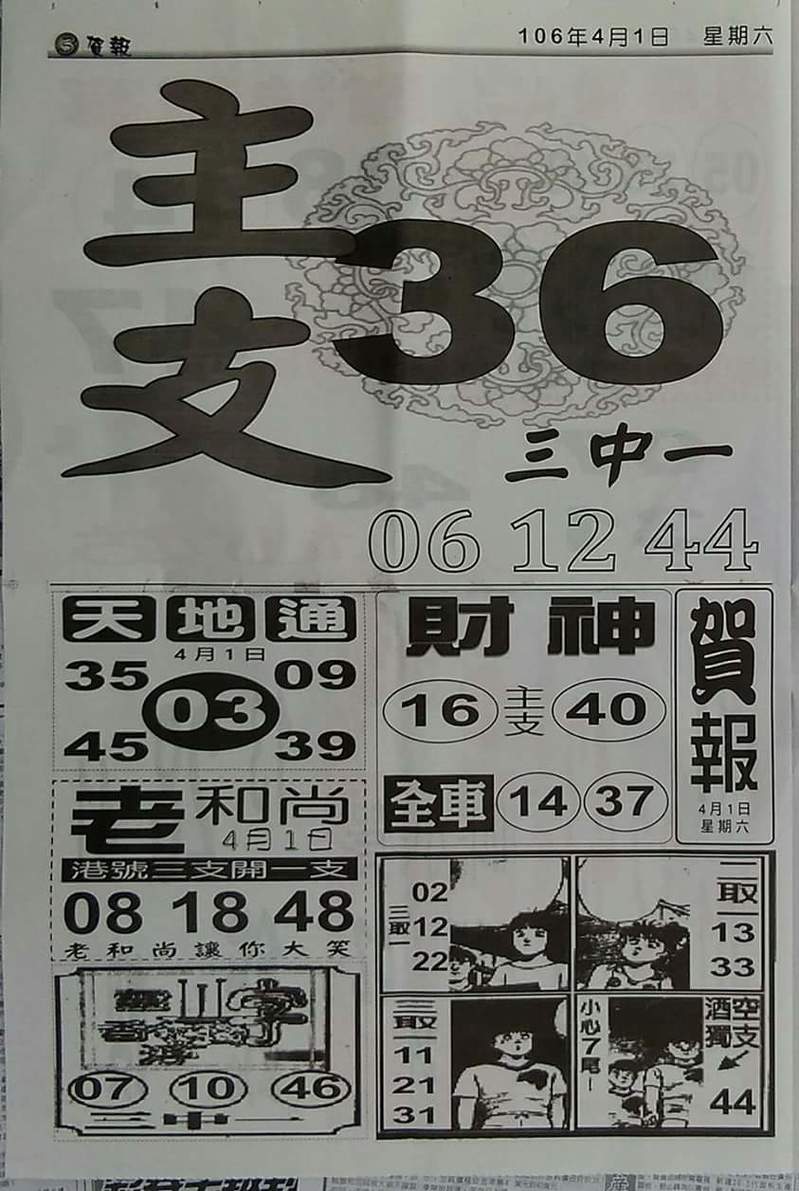 3 賀報 106年4月1日 星期六
主支
36
三中一
06 12 44
天地通
4月1日
35 09
03
45 39
財神
16 主支 40
全車 14 37
賀報
4月1日
星期六
老和尚
4月1日
港號三支開一支
08 18 48
老和尚讓你大笑
02
12
22
三取一
二取一
13
33
三取一
11
21
31
小心7尾
空支
酒獨
44
字
香
港
07 10 46
三中一